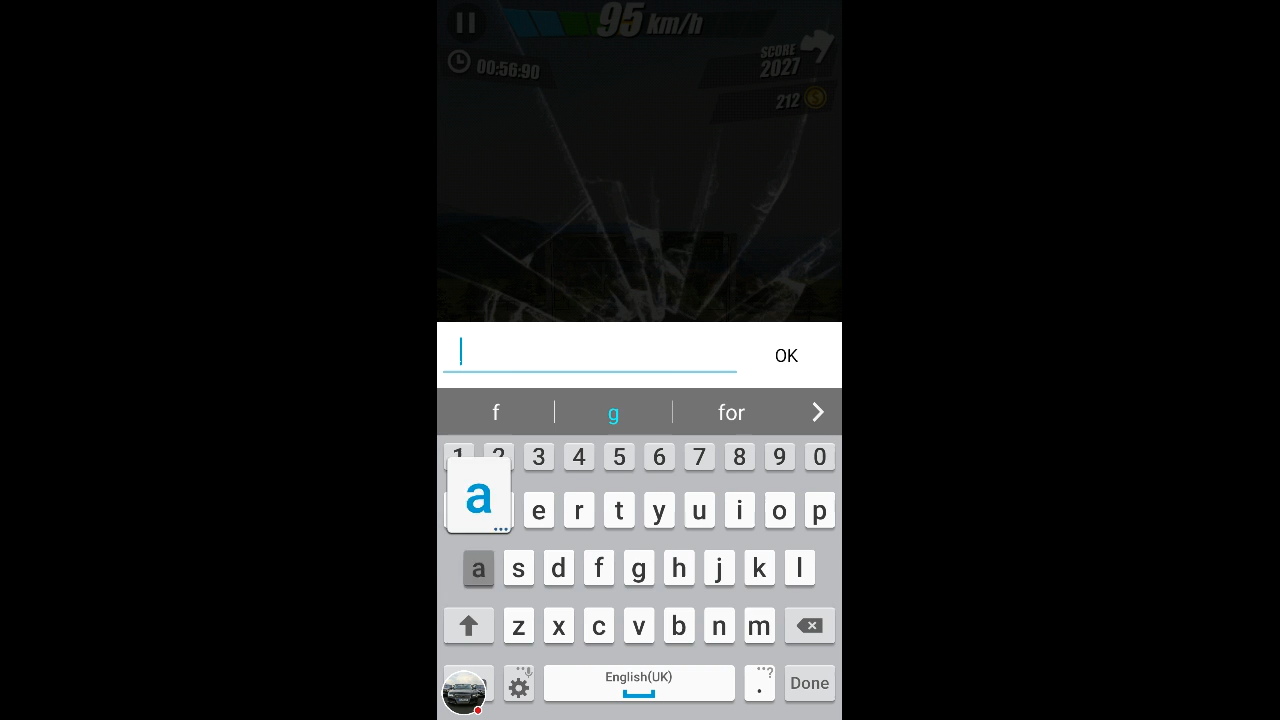 95 km/h
SCORE
00:56:90
2027
212
OK
f g for
1 2 3 4 5 6 7 8 9 0
a
e r t y u i o p
a s d f g h j k l
z x c v b n m
English(UK)
. ?
Done